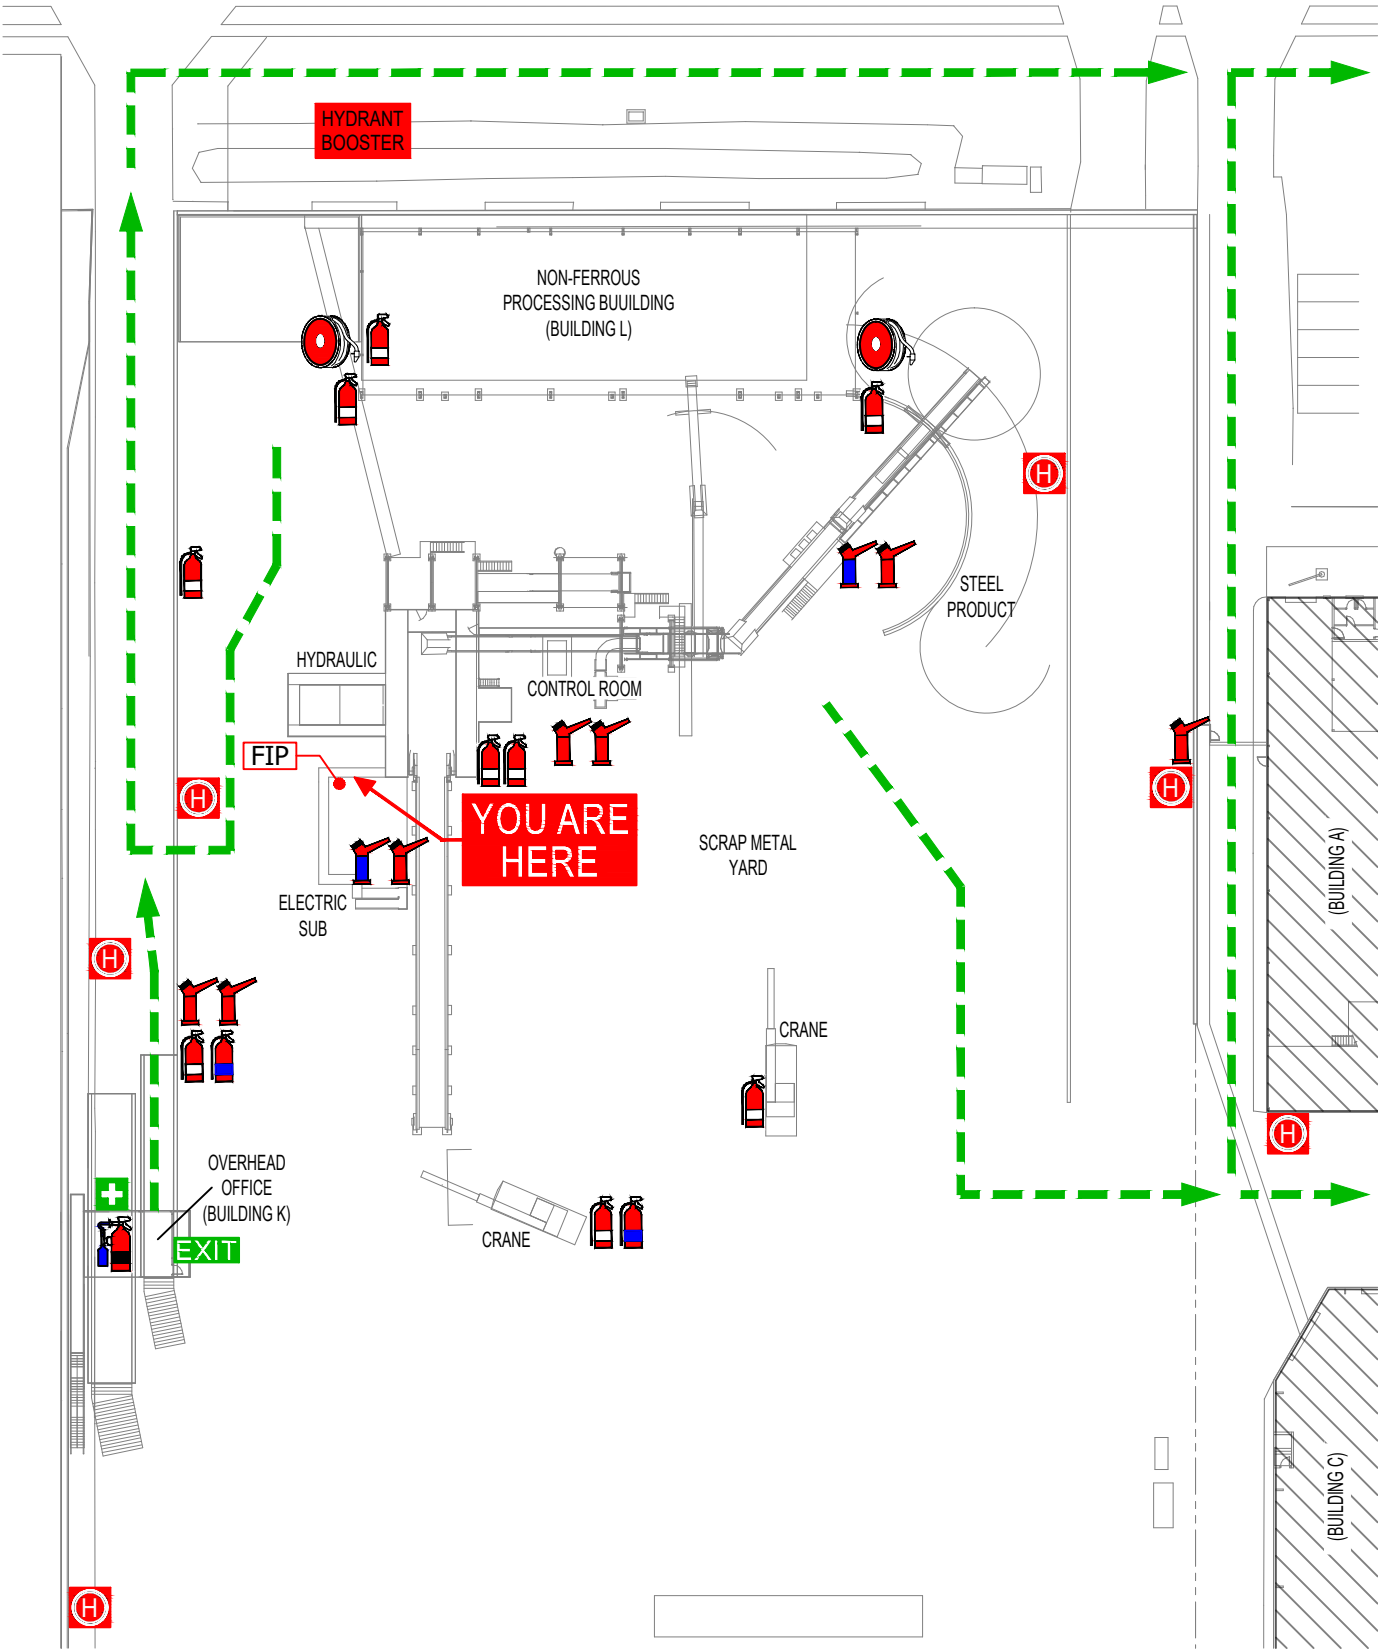 HYDRANT
BOOSTER
NON-FERROUS
PROCESSING BUUILDING
(BUILDING L)
H
STEEL
PRODUCT
HYDRAULIC
CONTROL ROOM
FIP
H
H
YOU ARE
HERE
SCRAP METAL
YARD
(BUILDING A)
ELECTRIC
SUB
H
CRANE
H
OVERHEAD
OFFICE
(BUILDING K)
EXIT
CRANE
(BUILDING C)
H